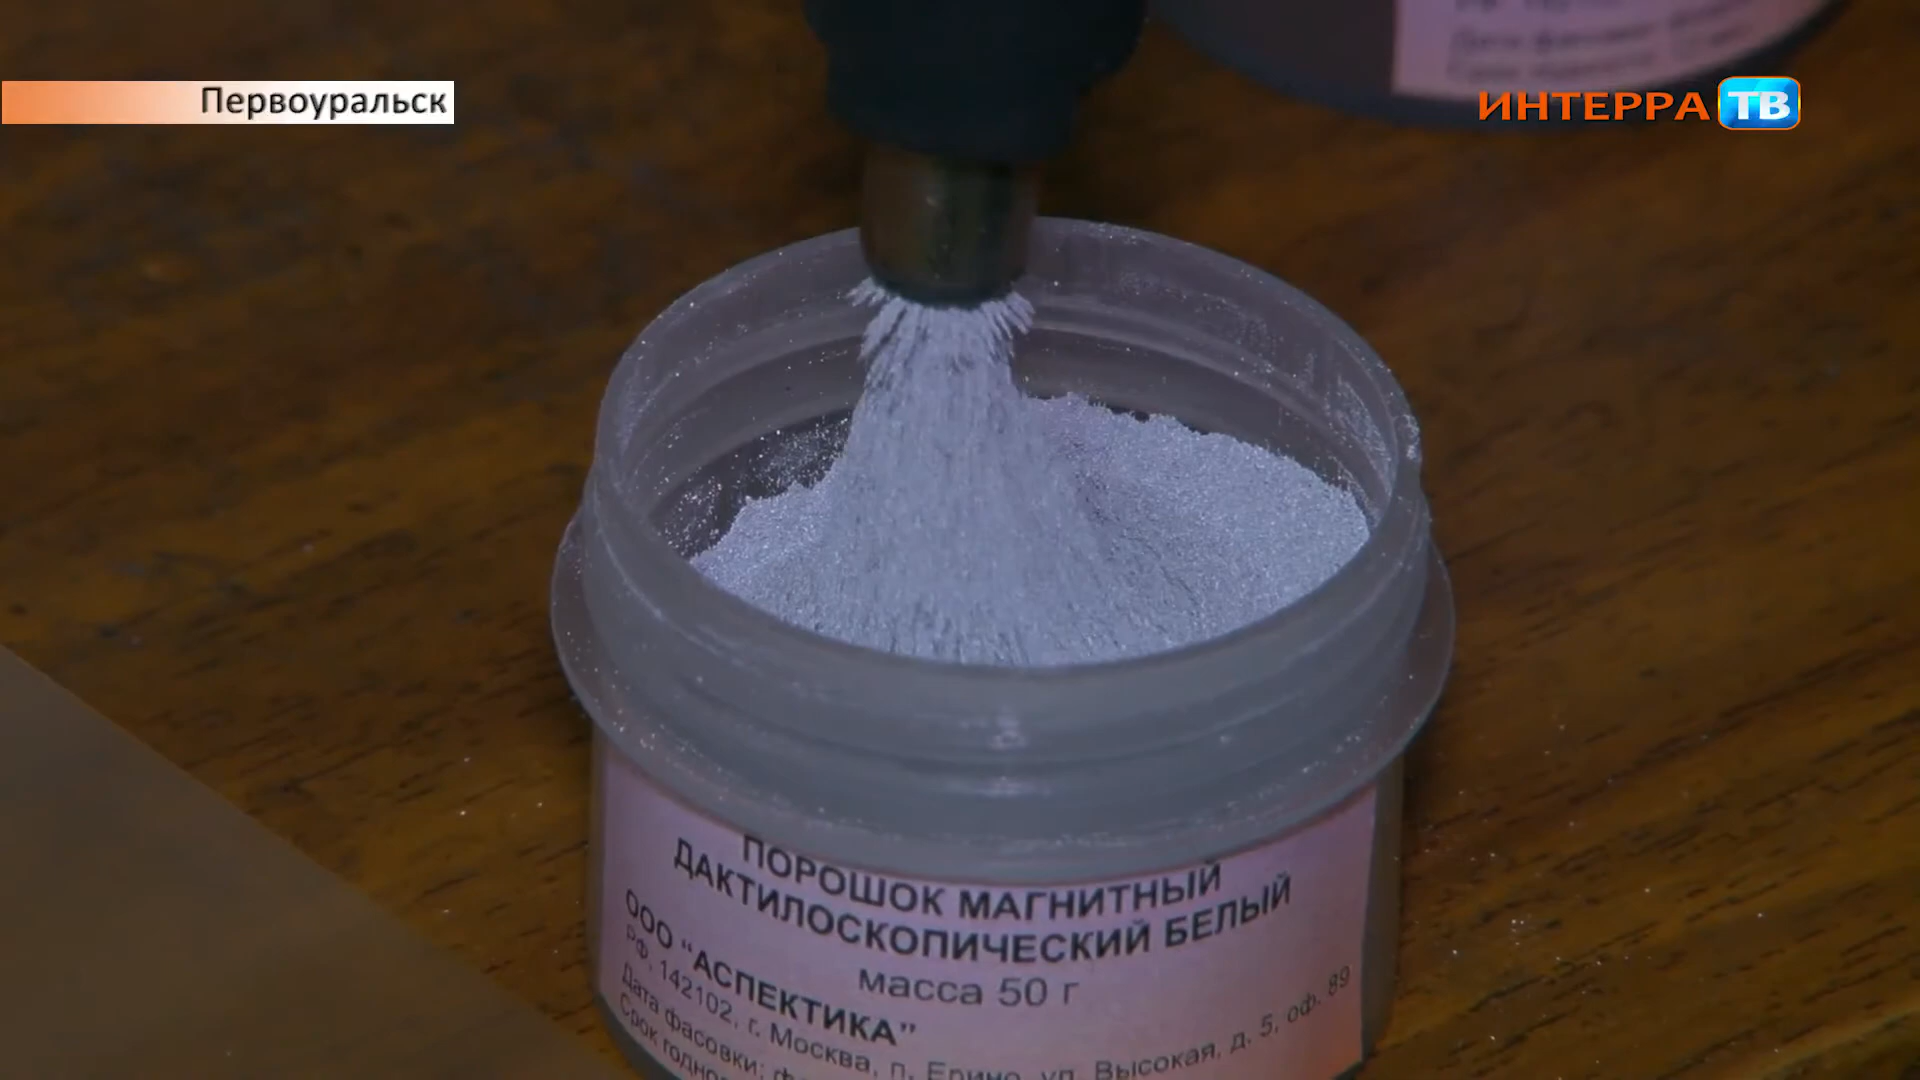 Первоуральск
ИНТЕРРА ТВ
ПОРОШОК МАГНИТНЫЙ
ДАКТИЛОСКОПИЧЕСКИЙ БЕЛЫЙ
масса 50 г
ООО "АСПЕКТИКА"
РФ, 142102, г. Москва, п. Ерино, ул. Высокая, д. 5, оф. 89
Дата фасовки:
Срок